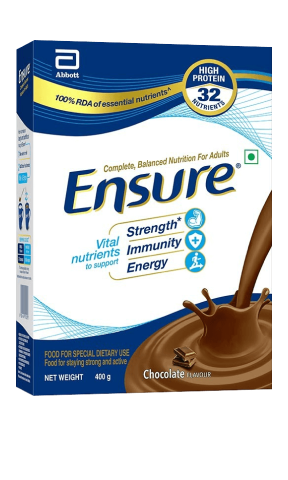 Abbott
100% RDA of essential nutrients^
HIGH
PROTEIN
32
NUTRIENTS
Complete, Balanced Nutrition For Adults
Ensure®
Vital
nutrients
to support
Strength*
Immunity
Energy
FOOD FOR SPECIAL DIETARY USE
Food for staying strong and active
NET WEIGHT 400 g
Chocolate FLAVOUR
Ensure